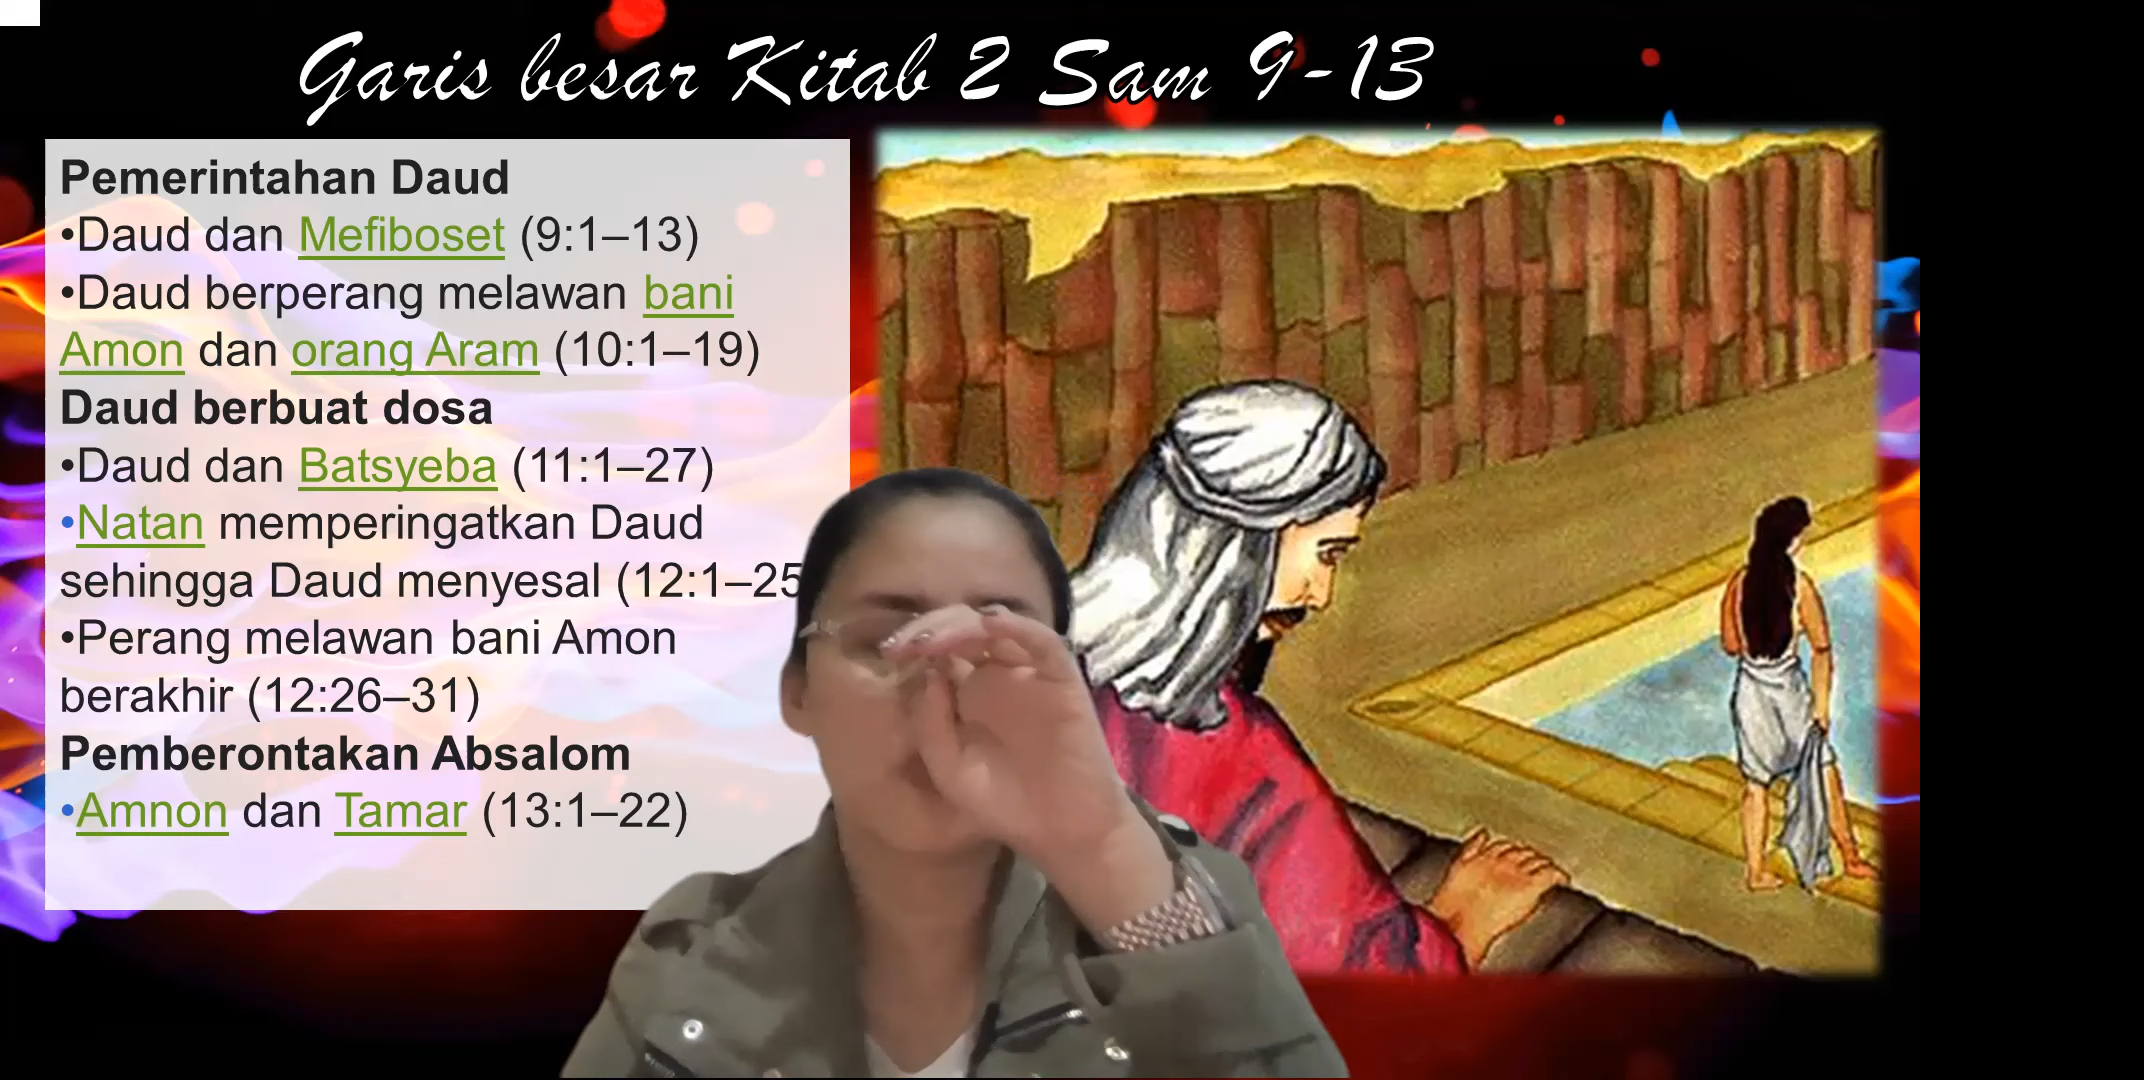 Garis besar Kitab 2 Sam 9-13
Pemerintahan Daud
•Daud dan Mefiboset (9:1–13)
•Daud berperang melawan bani
Amon dan orang Aram (10:1–19)
Daud berbuat dosa
•Daud dan Batsyeba (11:1–27)
•Natan memperingatkan Daud
sehingga Daud menyesal (12:1–25
•Perang melawan bani Amon
berakhir (12:26–31)
Pemberontakan Absalom
•Amnon dan Tamar (13:1–22)